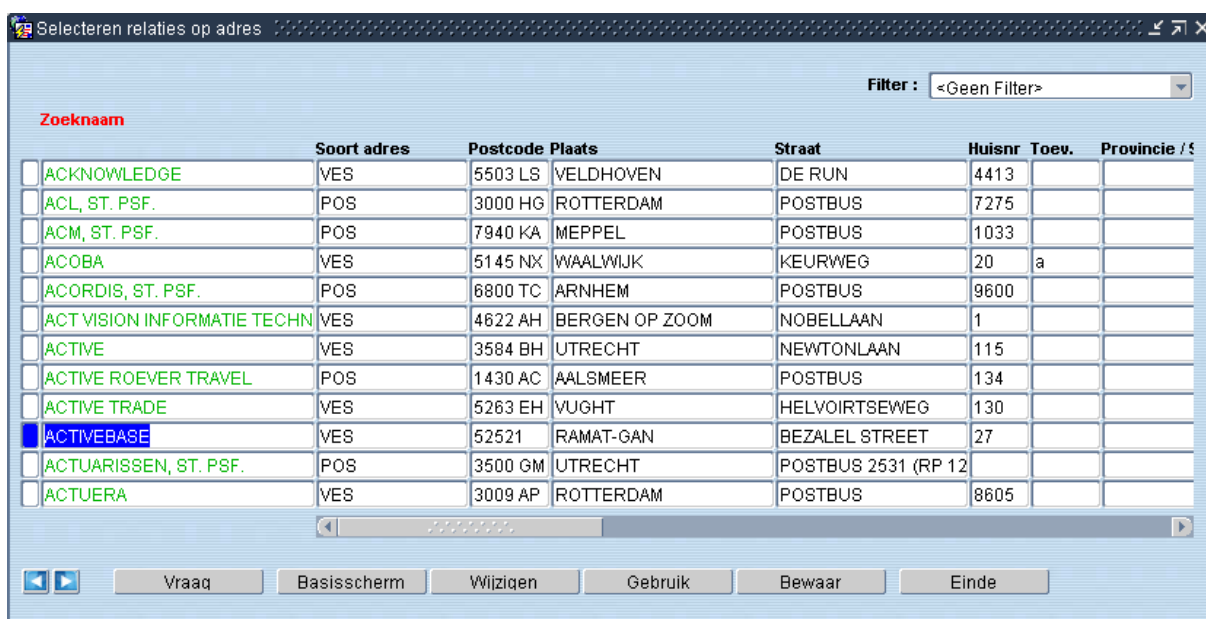 Selecteren relaties op adres
Filter : <Geen Filter>
Zoeknaam
Soort adres Postcode Plaats Straat Huisnr Toev. Provincie / S
ACKNOWLEDGE VES 5503 LS VELDHOVEN DE RUN 4413
ACL, ST. PSF. POS 3000 HG ROTTERDAM POSTBUS 7275
ACM, ST. PSF. POS 7940 KA MEPPEL POSTBUS 1033
ACOBA VES 5145 NX WAALWIJK KEURWEG 20 a
ACORDIS, ST. PSF. POS 6800 TC ARNHEM POSTBUS 9600
ACT VISION INFORMATIE TECHN VES 4622 AH BERGEN OP ZOOM NOBELLAAN 1
ACTIVE VES 3584 BH UTRECHT NEWTONLAAN 115
ACTIVE ROEVER TRAVEL POS 1430 AC AALSMEER POSTBUS 134
ACTIVE TRADE VES 5263 EH VUGHT HELVOIRTSEWEG 130
ACTIVEBASE VES 52521 RAMAT-GAN BEZALEL STREET 27
ACTUARISSEN, ST. PSF. POS 3500 GM UTRECHT POSTBUS 2531 (RP 12
ACTUERA VES 3009 AP ROTTERDAM POSTBUS 8605
Vraag Basisscherm Wijzigen Gebruik Bewaar Einde